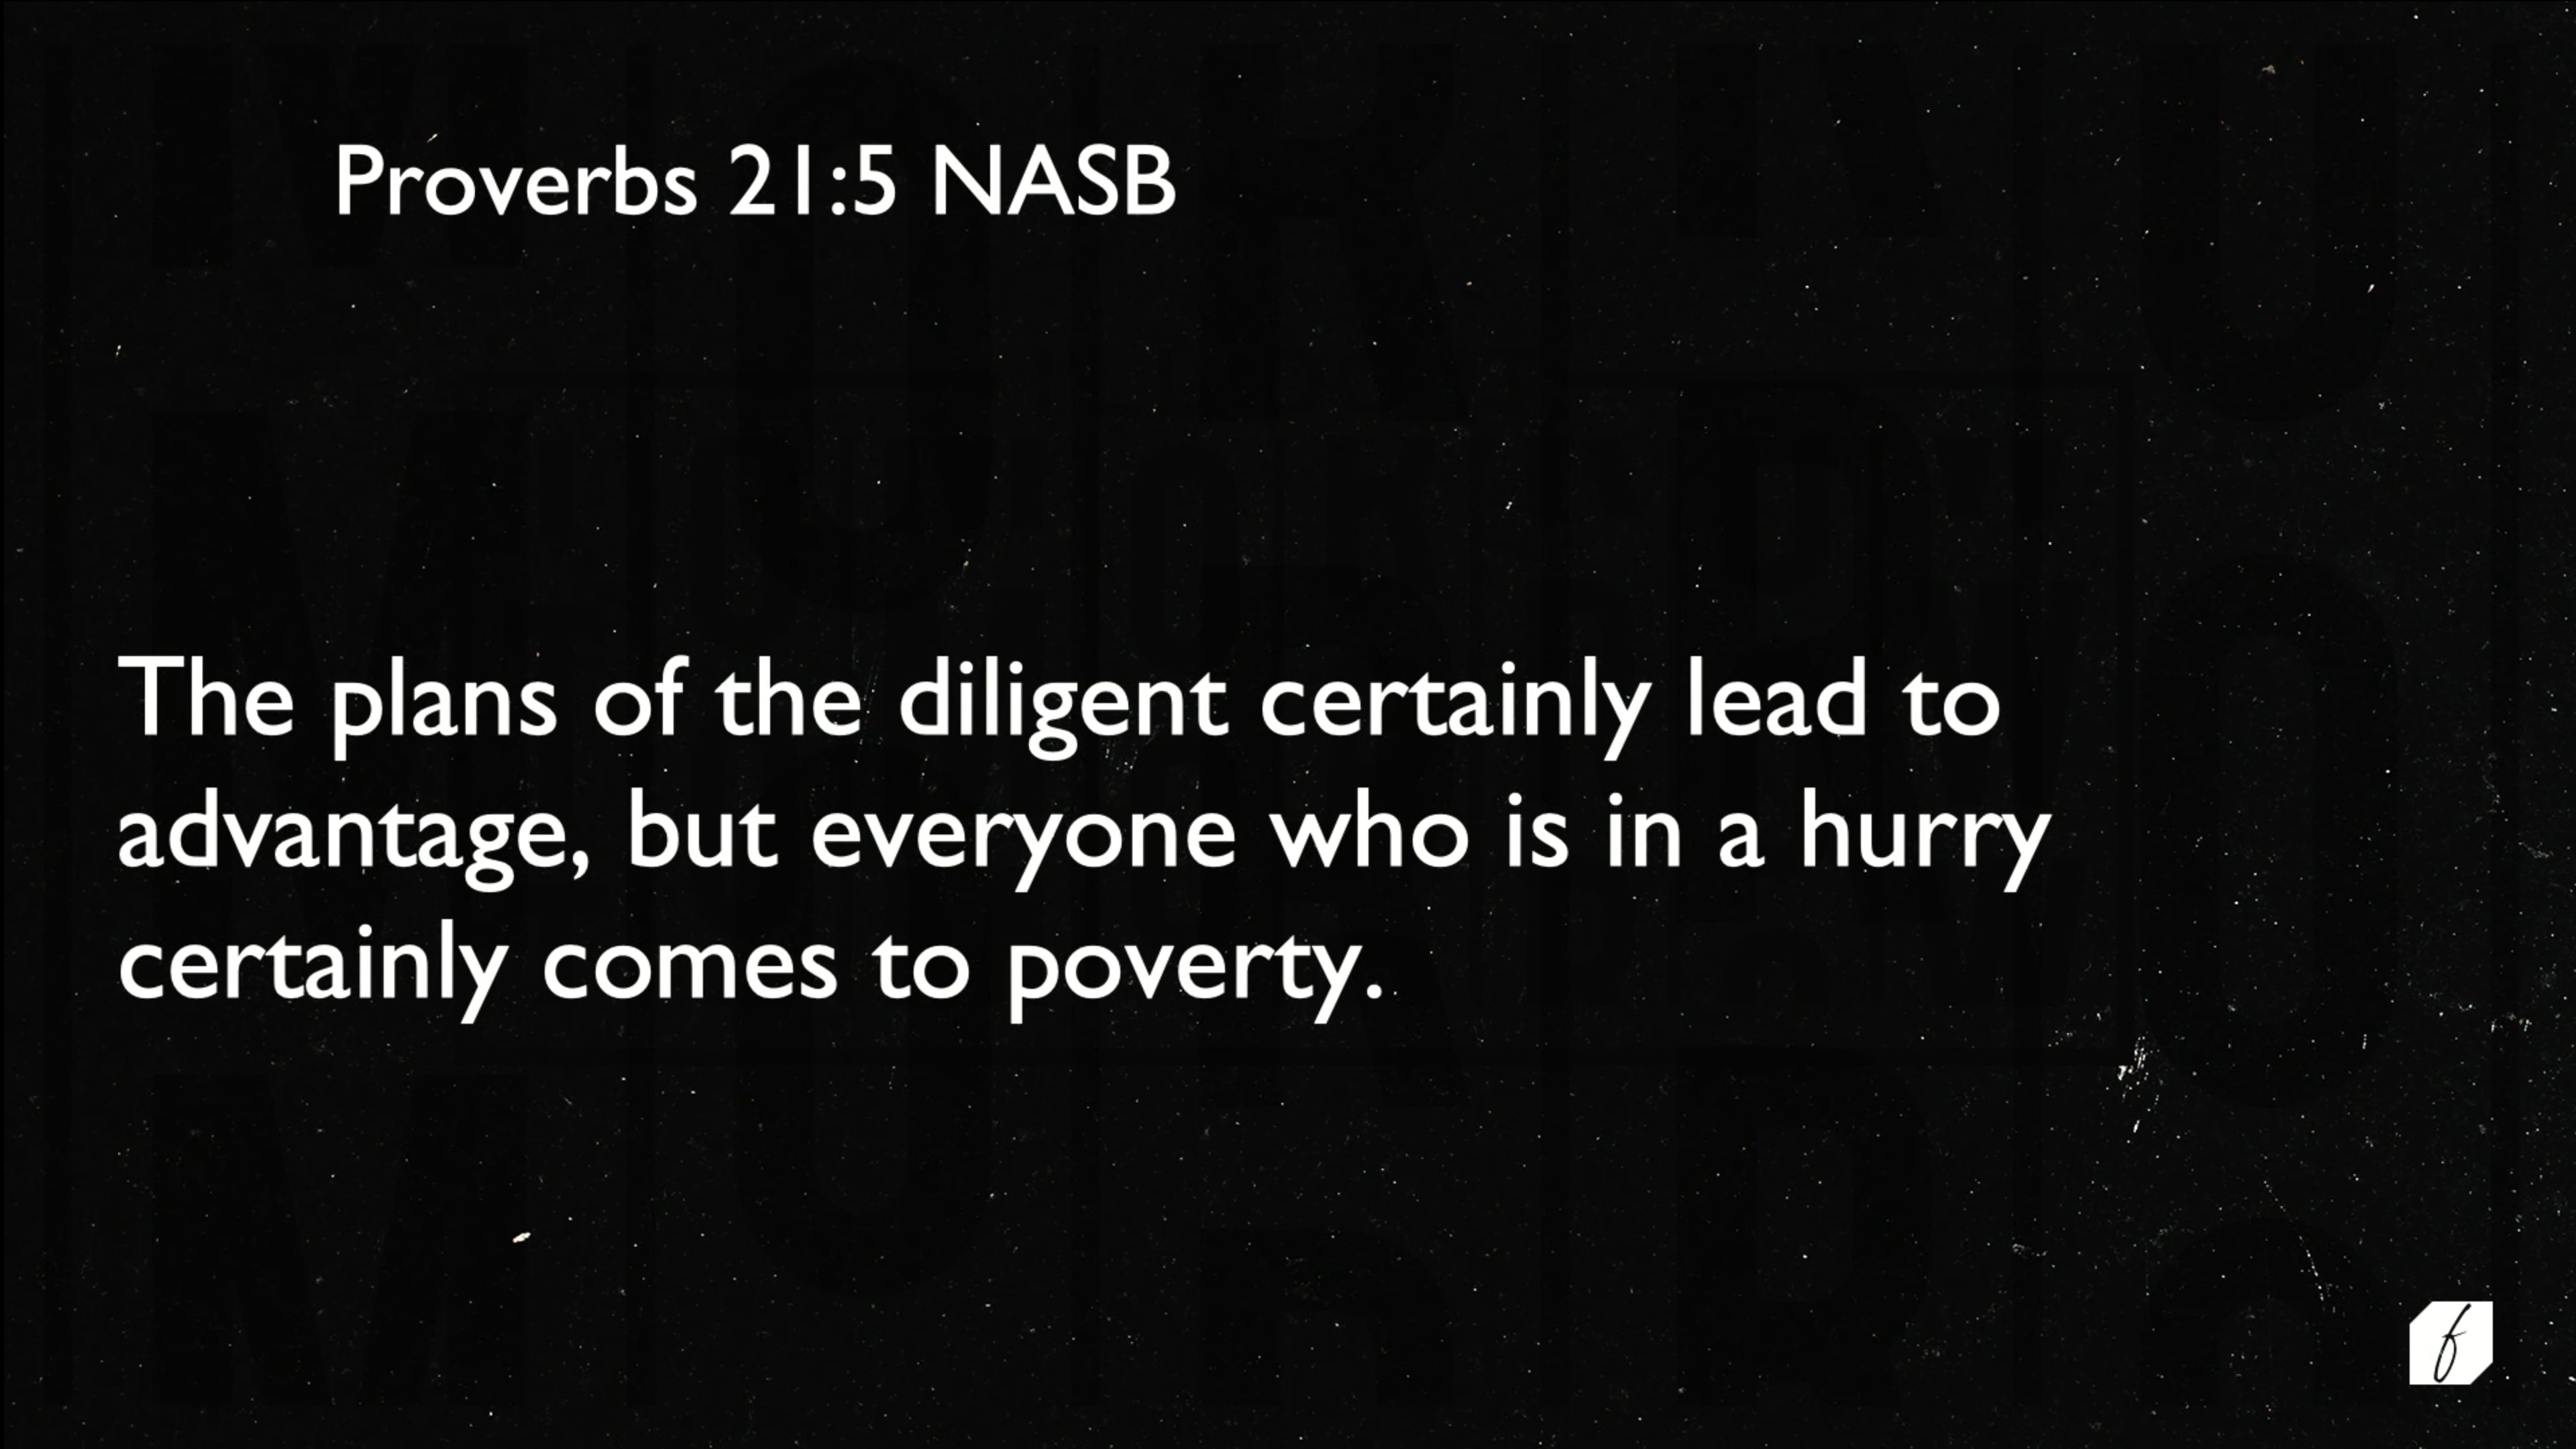 Proverbs 21:5 NASB
The plans of the diligent certainly lead to
advantage, but everyone who is in a hurry
certainly comes to poverty.
f